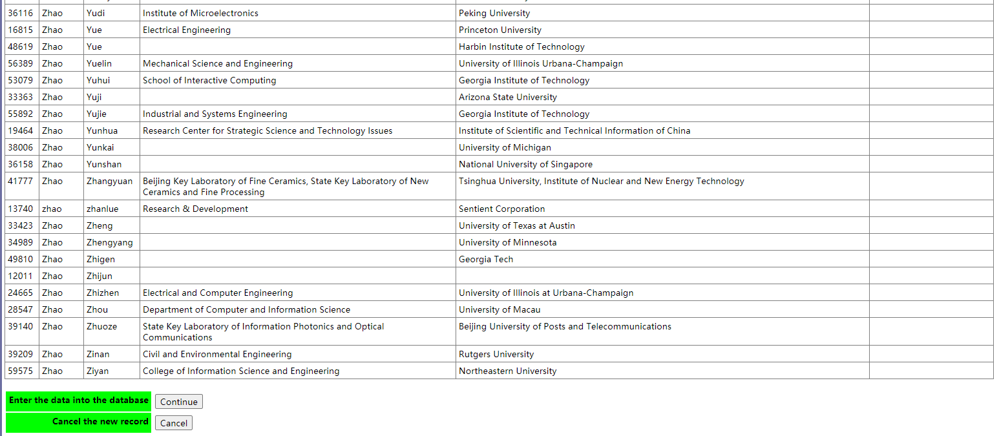 36116 Zhao Yudi Institute of Microelectronics Peking University
16815 Zhao Yue Electrical Engineering Princeton University
48619 Zhao Yue Harbin Institute of Technology
56389 Zhao Yuelin Mechanical Science and Engineering University of Illinois Urbana-Champaign
53079 Zhao Yuhui School of Interactive Computing Georgia Institute of Technology
33363 Zhao Yuji Arizona State University
55892 Zhao Yujie Industrial and Systems Engineering Georgia Institute of Technology
19464 Zhao Yunhua Research Center for Strategic Science and Technology Issues Institute of Scientific and Technical Information of China
38006 Zhao Yunkai University of Michigan
36158 Zhao Yunshan National University of Singapore
41777 Zhao Zhangyuan Beijing Key Laboratory of Fine Ceramics, State Key Laboratory of New Tsinghua University, Institute of Nuclear and New Energy Technology
Ceramics and Fine Processing
13740 zhao zhanlue Research & Development Sentient Corporation
33423 Zhao Zheng University of Texas at Austin
34989 Zhao Zhengyang University of Minnesota
49810 Zhao Zhigen Georgia Tech
12011 Zhao Zhijun
24665 Zhao Zhizhen Electrical and Computer Engineering University of Illinois at Urbana-Champaign
28547 Zhao Zhou Department of Computer and Information Science University of Macau
39140 Zhao Zhuoze State Key Laboratory of Information Photonics and Optical Beijing University of Posts and Telecommunications
Communications
39209 Zhao Zinan Civil and Environmental Engineering Rutgers University
59575 Zhao Ziyan College of Information Science and Engineering Northeastern University
Enter the data into the database Continue
Cancel the new record Cancel